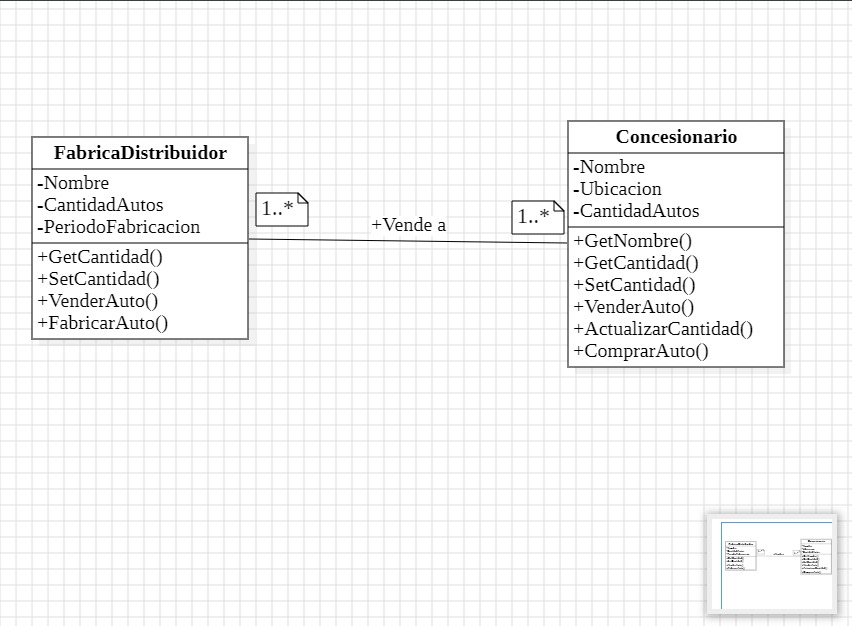 FabricaDistribuidor
-Nombre
-CantidadAutos
-PeriodoFabricacion
+GetCantidad()
+SetCantidad()
+VenderAuto()
+FabricarAuto()
1..*
+Vende a
1..*
Concesionario
-Nombre
-Ubicacion
-CantidadAutos
+GetNombre()
+GetCantidad()
+SetCantidad()
+VenderAuto()
+ActualizarCantidad()
+ComprarAuto()